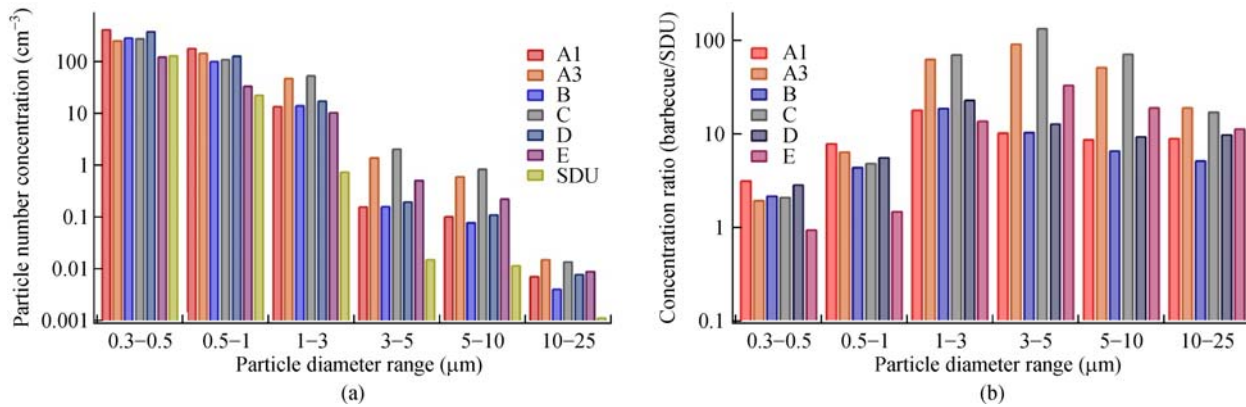 Particle number concentration (cm⁻³)
100
10
1
0.1
0.01
0.001
A1
A3
B
C
D
E
SDU
0.3−0.5 0.5−1 1−3 3−5 5−10 10−25
Particle diameter range (μm)
(a)
Concentration ratio (barbecue/SDU)
100
10
1
0.1
A1
A3
B
C
D
E
0.3−0.5 0.5−1 1−3 3−5 5−10 10−25
Particle diameter range (μm)
(b)